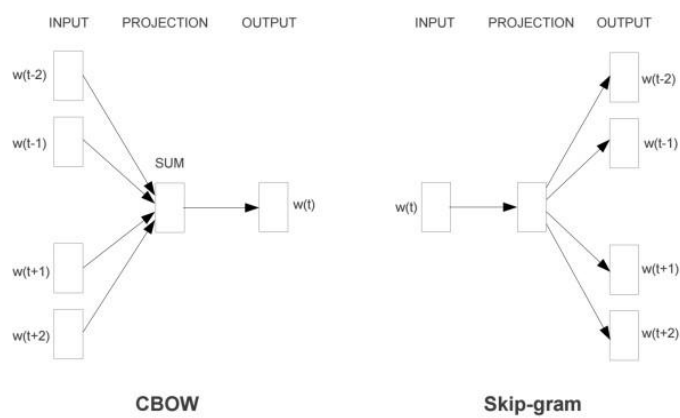 INPUT PROJECTION OUTPUT
w(t-2)
w(t-1)
SUM
w(t)
w(t+1)
w(t+2)
CBOW
INPUT PROJECTION OUTPUT
w(t-2)
w(t-1)
w(t)
w(t+1)
w(t+2)
Skip-gram